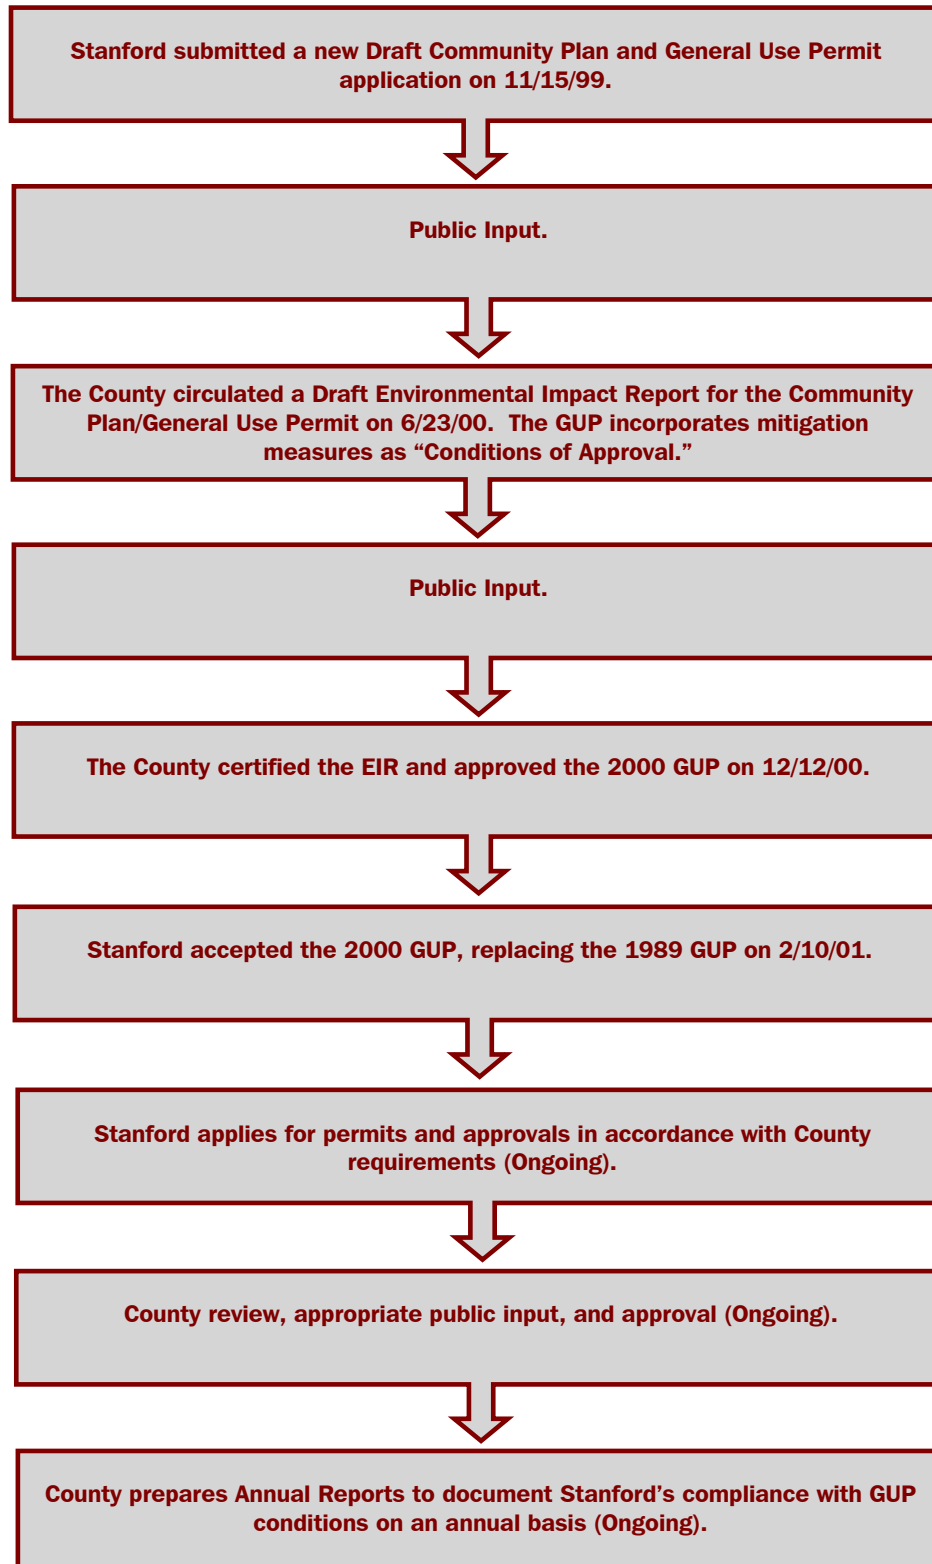 Stanford submitted a new Draft Community Plan and General Use Permit
application on 11/15/99.
Public Input.
The County circulated a Draft Environmental Impact Report for the Community
Plan/General Use Permit on 6/23/00.  The GUP incorporates mitigation
measures as “Conditions of Approval.”
Public Input.
The County certified the EIR and approved the 2000 GUP on 12/12/00.
Stanford accepted the 2000 GUP, replacing the 1989 GUP on 2/10/01.
Stanford applies for permits and approvals in accordance with County
requirements (Ongoing).
County review, appropriate public input, and approval (Ongoing).
County prepares Annual Reports to document Stanford’s compliance with GUP
conditions on an annual basis (Ongoing).